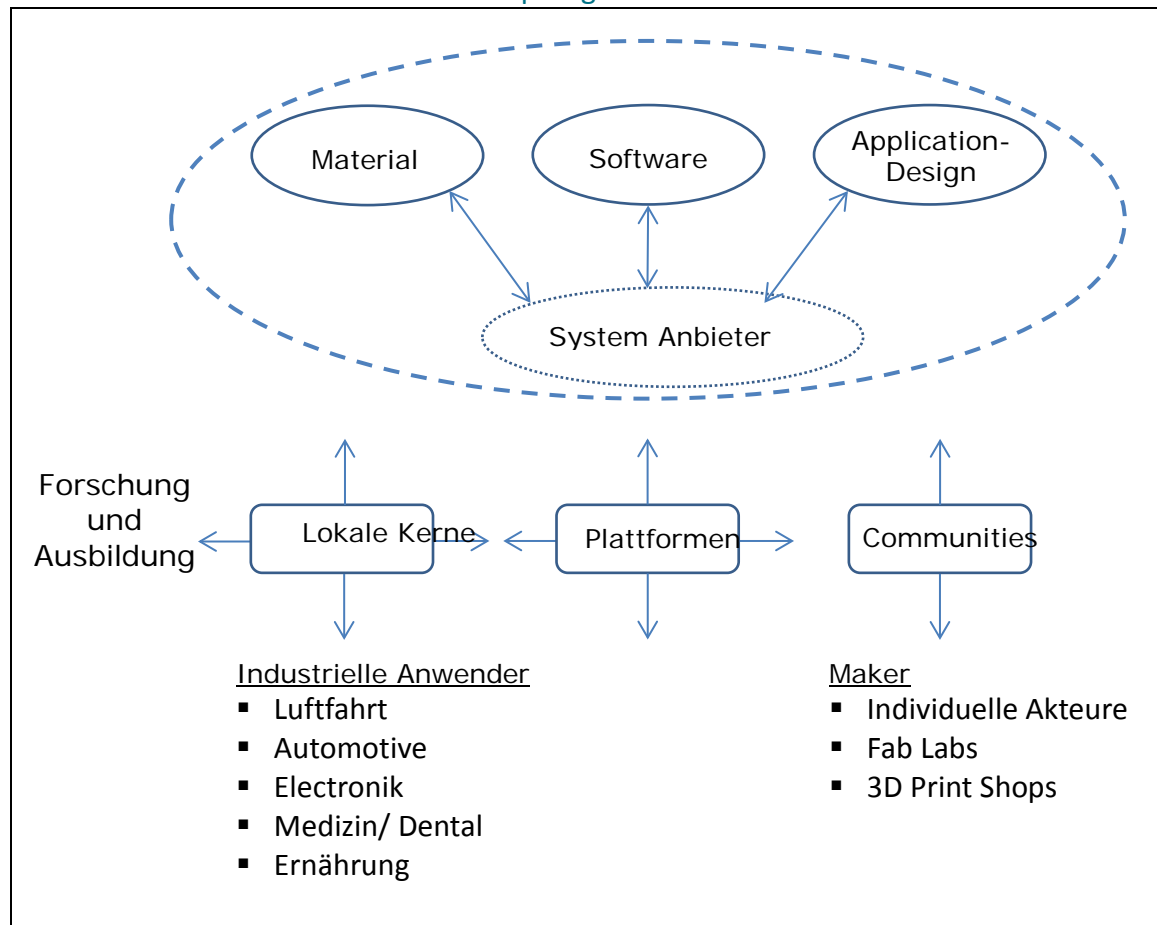 Material
Software
Application-
Design
System Anbieter
Forschung
und
Ausbildung
Lokale Kerne
Plattformen
Communities
Industrielle Anwender
▪ Luftfahrt
▪ Automotive
▪ Electronik
▪ Medizin/ Dental
▪ Ernährung
Maker
▪ Individuelle Akteure
▪ Fab Labs
▪ 3D Print Shops